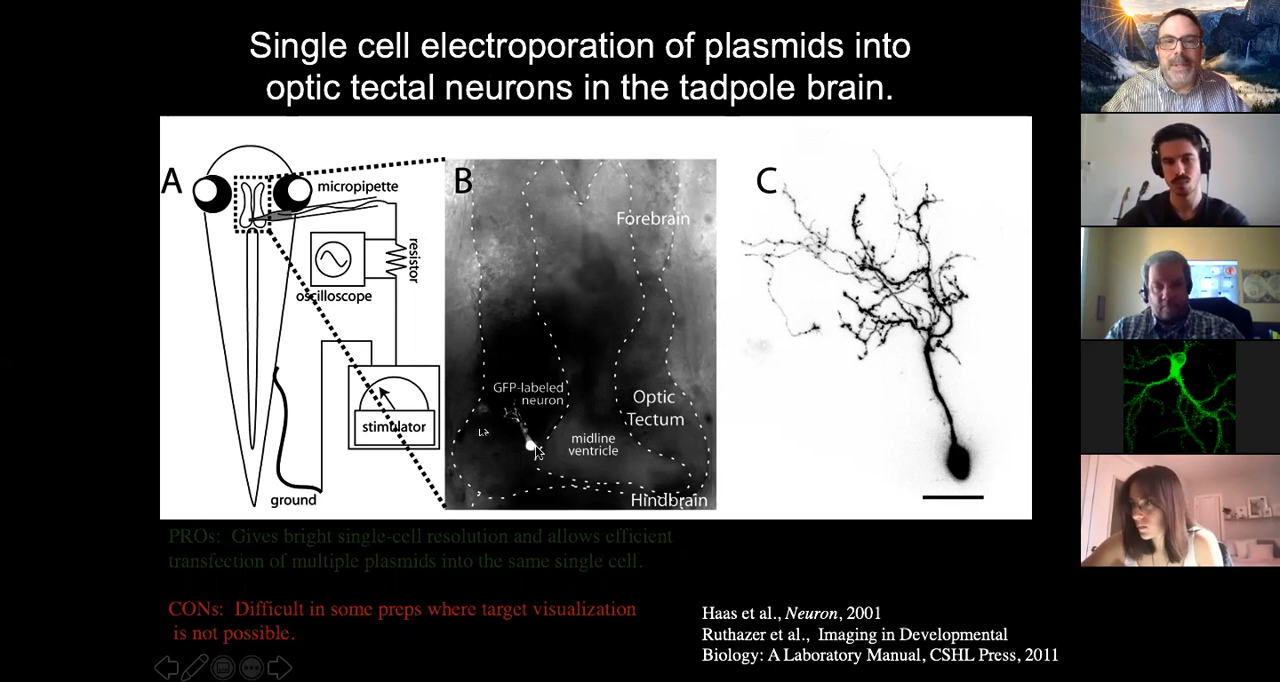 Single cell electroporation of plasmids into
optic tectal neurons in the tadpole brain.
A
micropipette
resistor
oscilloscope
stimulator
ground
B
Forebrain
GFP-labeled
neuron
Optic
Tectum
midline
ventricle
Hindbrain
C
PROs: Gives bright single-cell resolution and allows efficient
transfection of multiple plasmids into the same single cell.
CONs: Difficult in some preps where target visualization
is not possible.
Haas et al., Neuron, 2001
Ruthazer et al., Imaging in Developmental
Biology: A Laboratory Manual, CSHL Press, 2011